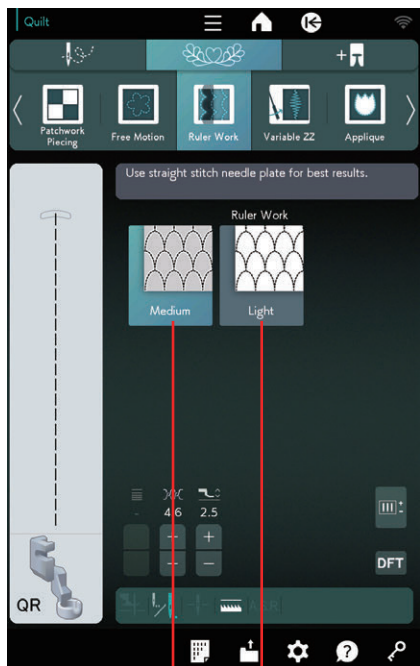 Quilt
Patchwork
Piecing
Free Motion
Ruler Work
Variable ZZ
Applique
Use straight stitch needle plate for best results.
Ruler Work
Medium
Light
-
4.6
2.5
+
+
-
-
DFT
QR